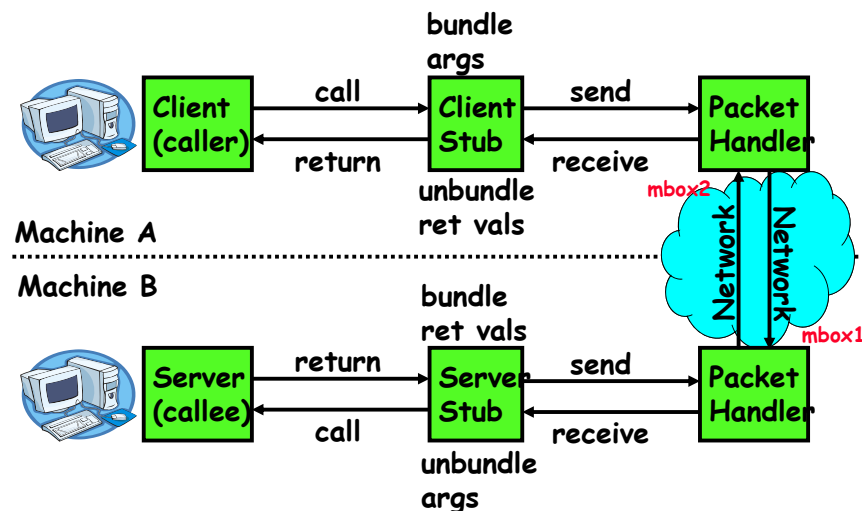 bundle
args
call
send
Client
(caller)
Client
Stub
Packet
Handler
return
receive
unbundle
ret vals
mbox2
Network
Network
Machine A
Machine B
mbox1
bundle
ret vals
return
send
Server
(callee)
Server
Stub
Packet
Handler
call
receive
unbundle
args